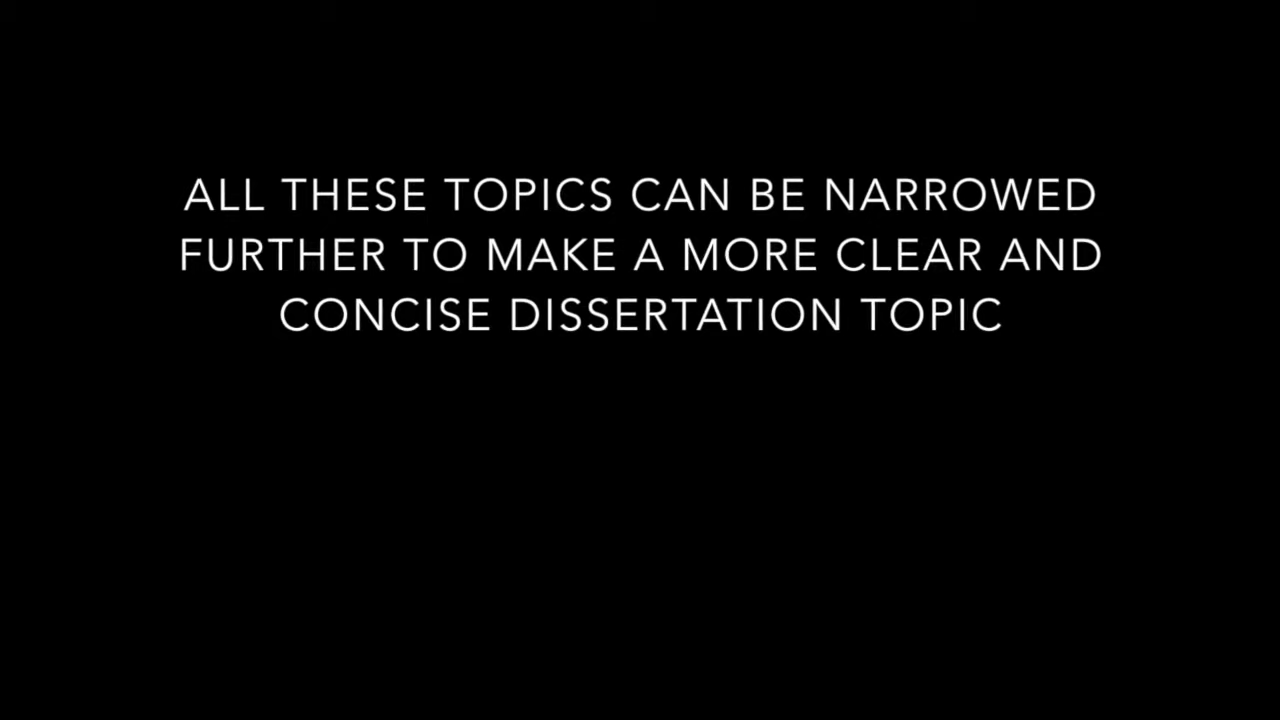 ALL THESE TOPICS CAN BE NARROWED
FURTHER TO MAKE A MORE CLEAR AND
CONCISE DISSERTATION TOPIC